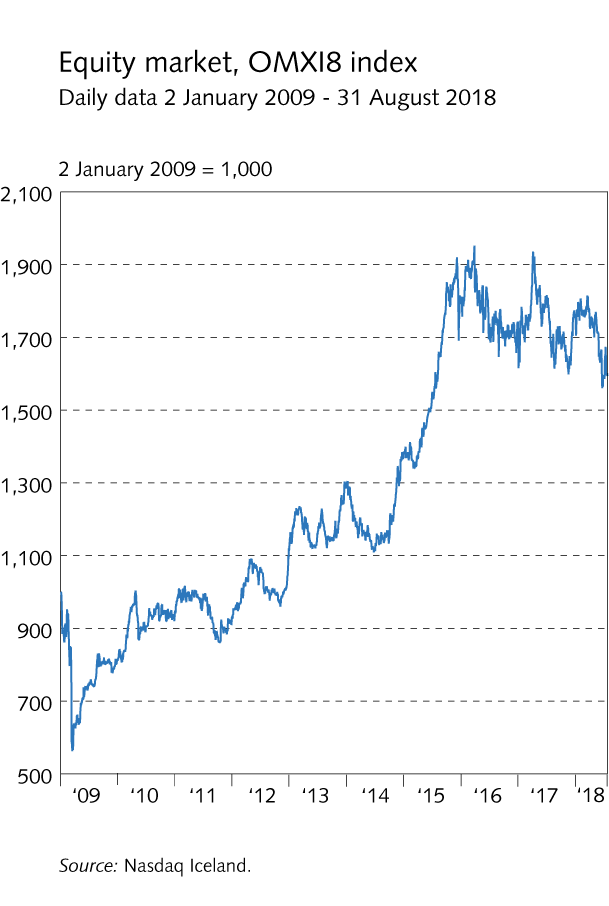 Equity market, OMXI8 index
Daily data 2 January 2009 - 31 August 2018
2 January 2009 = 1,000
2,100
1,900
1,700
1,500
1,300
1,100
900
700
500
‘09 ‘10 ‘11 ‘12 ‘13 ‘14 ‘15 ‘16 ‘17 ‘18
Source: Nasdaq Iceland.